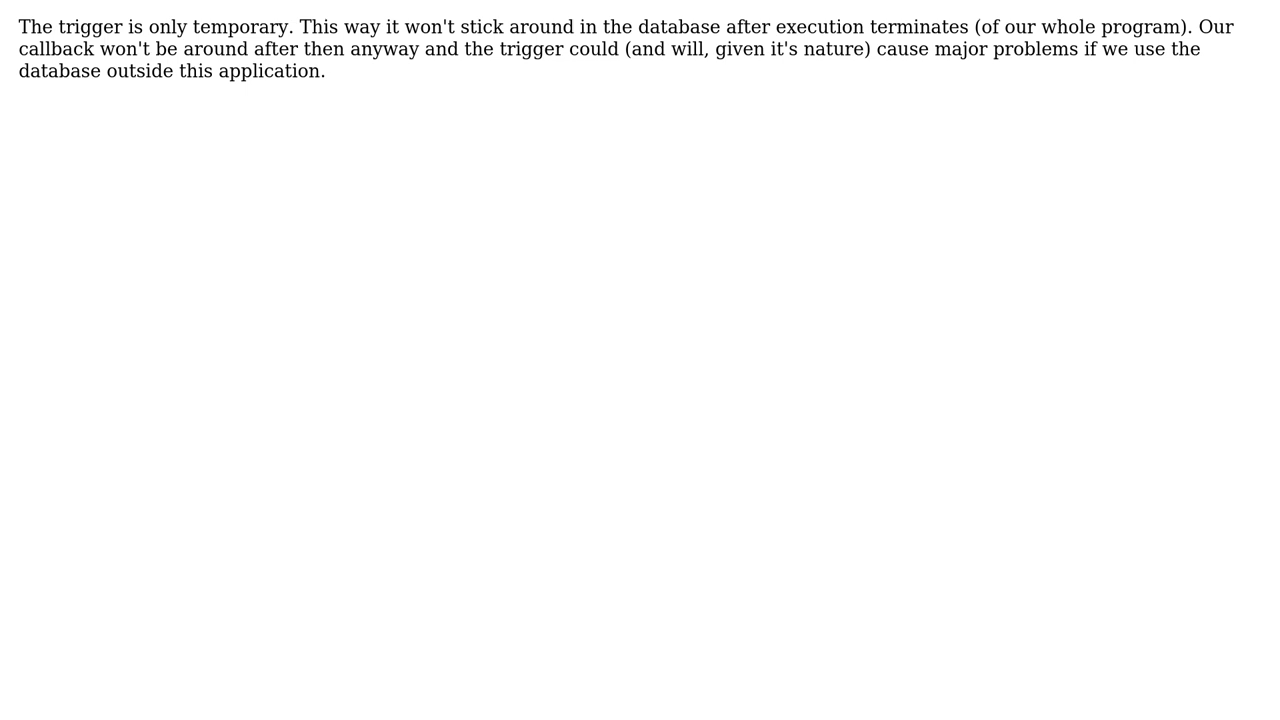 The trigger is only temporary. This way it won't stick around in the database after execution terminates (of our whole program). Our
callback won't be around after then anyway and the trigger could (and will, given it's nature) cause major problems if we use the
database outside this application.